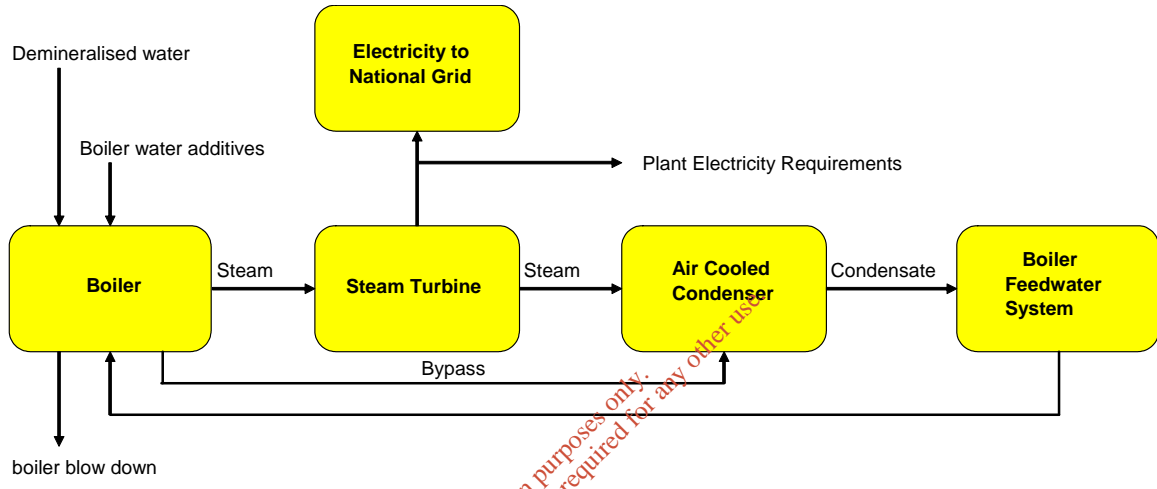 Demineralised water
Electricity to
National Grid
Boiler water additives
Plant Electricity Requirements
Boiler
Steam
Steam Turbine
Steam
Air Cooled
Condenser
Condensate
Boiler
Feedwater
System
Bypass
boiler blow down
purposes only.
required for any other use.